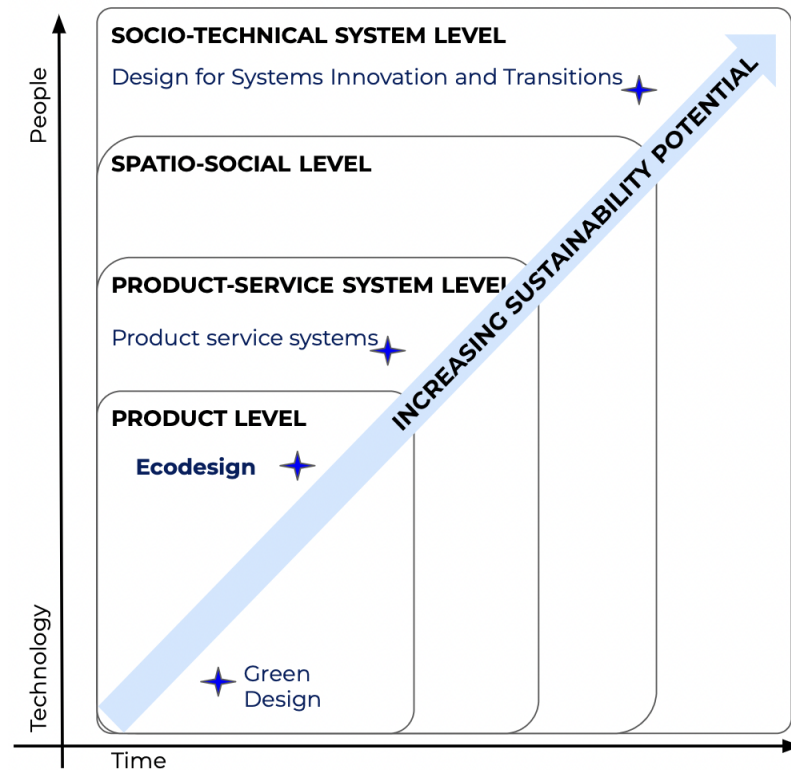 SOCIO-TECHNICAL SYSTEM LEVEL
Design for Systems Innovation and Transitions
People
SPATIO-SOCIAL LEVEL
INCREASING SUSTAINABILITY POTENTIAL
PRODUCT-SERVICE SYSTEM LEVEL
Product service systems
PRODUCT LEVEL
Ecodesign
Technology
Green
Design
Time